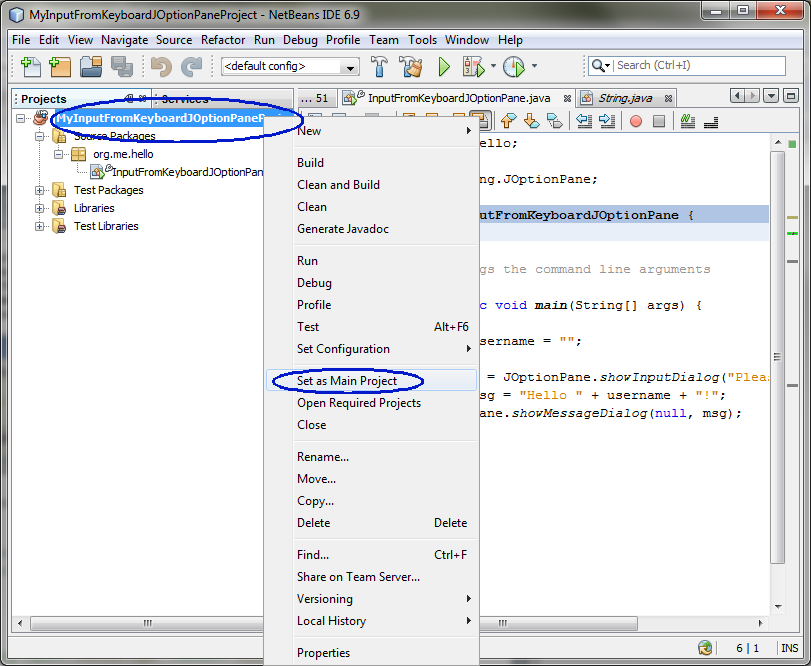 MyInputFromKeyboardJOptionPaneProject - NetBeans IDE 6.9
File Edit View Navigate Source Refactor Run Debug Profile Team Tools Window Help
<default config>
Search (Ctrl+I)
Projects
Services
...51
InputFromKeyboardJOptionPane.java
String.java
MyInputFromKeyboardJOptionPaneP
Source Packages
org.me.hello
InputFromKeyboardJOptionPan
Test Packages
Libraries
Test Libraries
New
Build
Clean and Build
Clean
Generate Javadoc
Run
Debug
Profile
Test Alt+F6
Set Configuration
Set as Main Project
Open Required Projects
Close
Rename...
Move...
Copy...
Delete Delete
Find... Ctrl+F
Share on Team Server...
Versioning
Local History
Properties
ello;
ng.JOptionPane;
utFromKeyboardJOptionPane {
gs the command line arguments
c void main(String[] args) {
sername = "";
= JOptionPane.showInputDialog("Pleas
sg = "Hello " + username + "!";
ane.showMessageDialog(null, msg);
6 | 1 INS